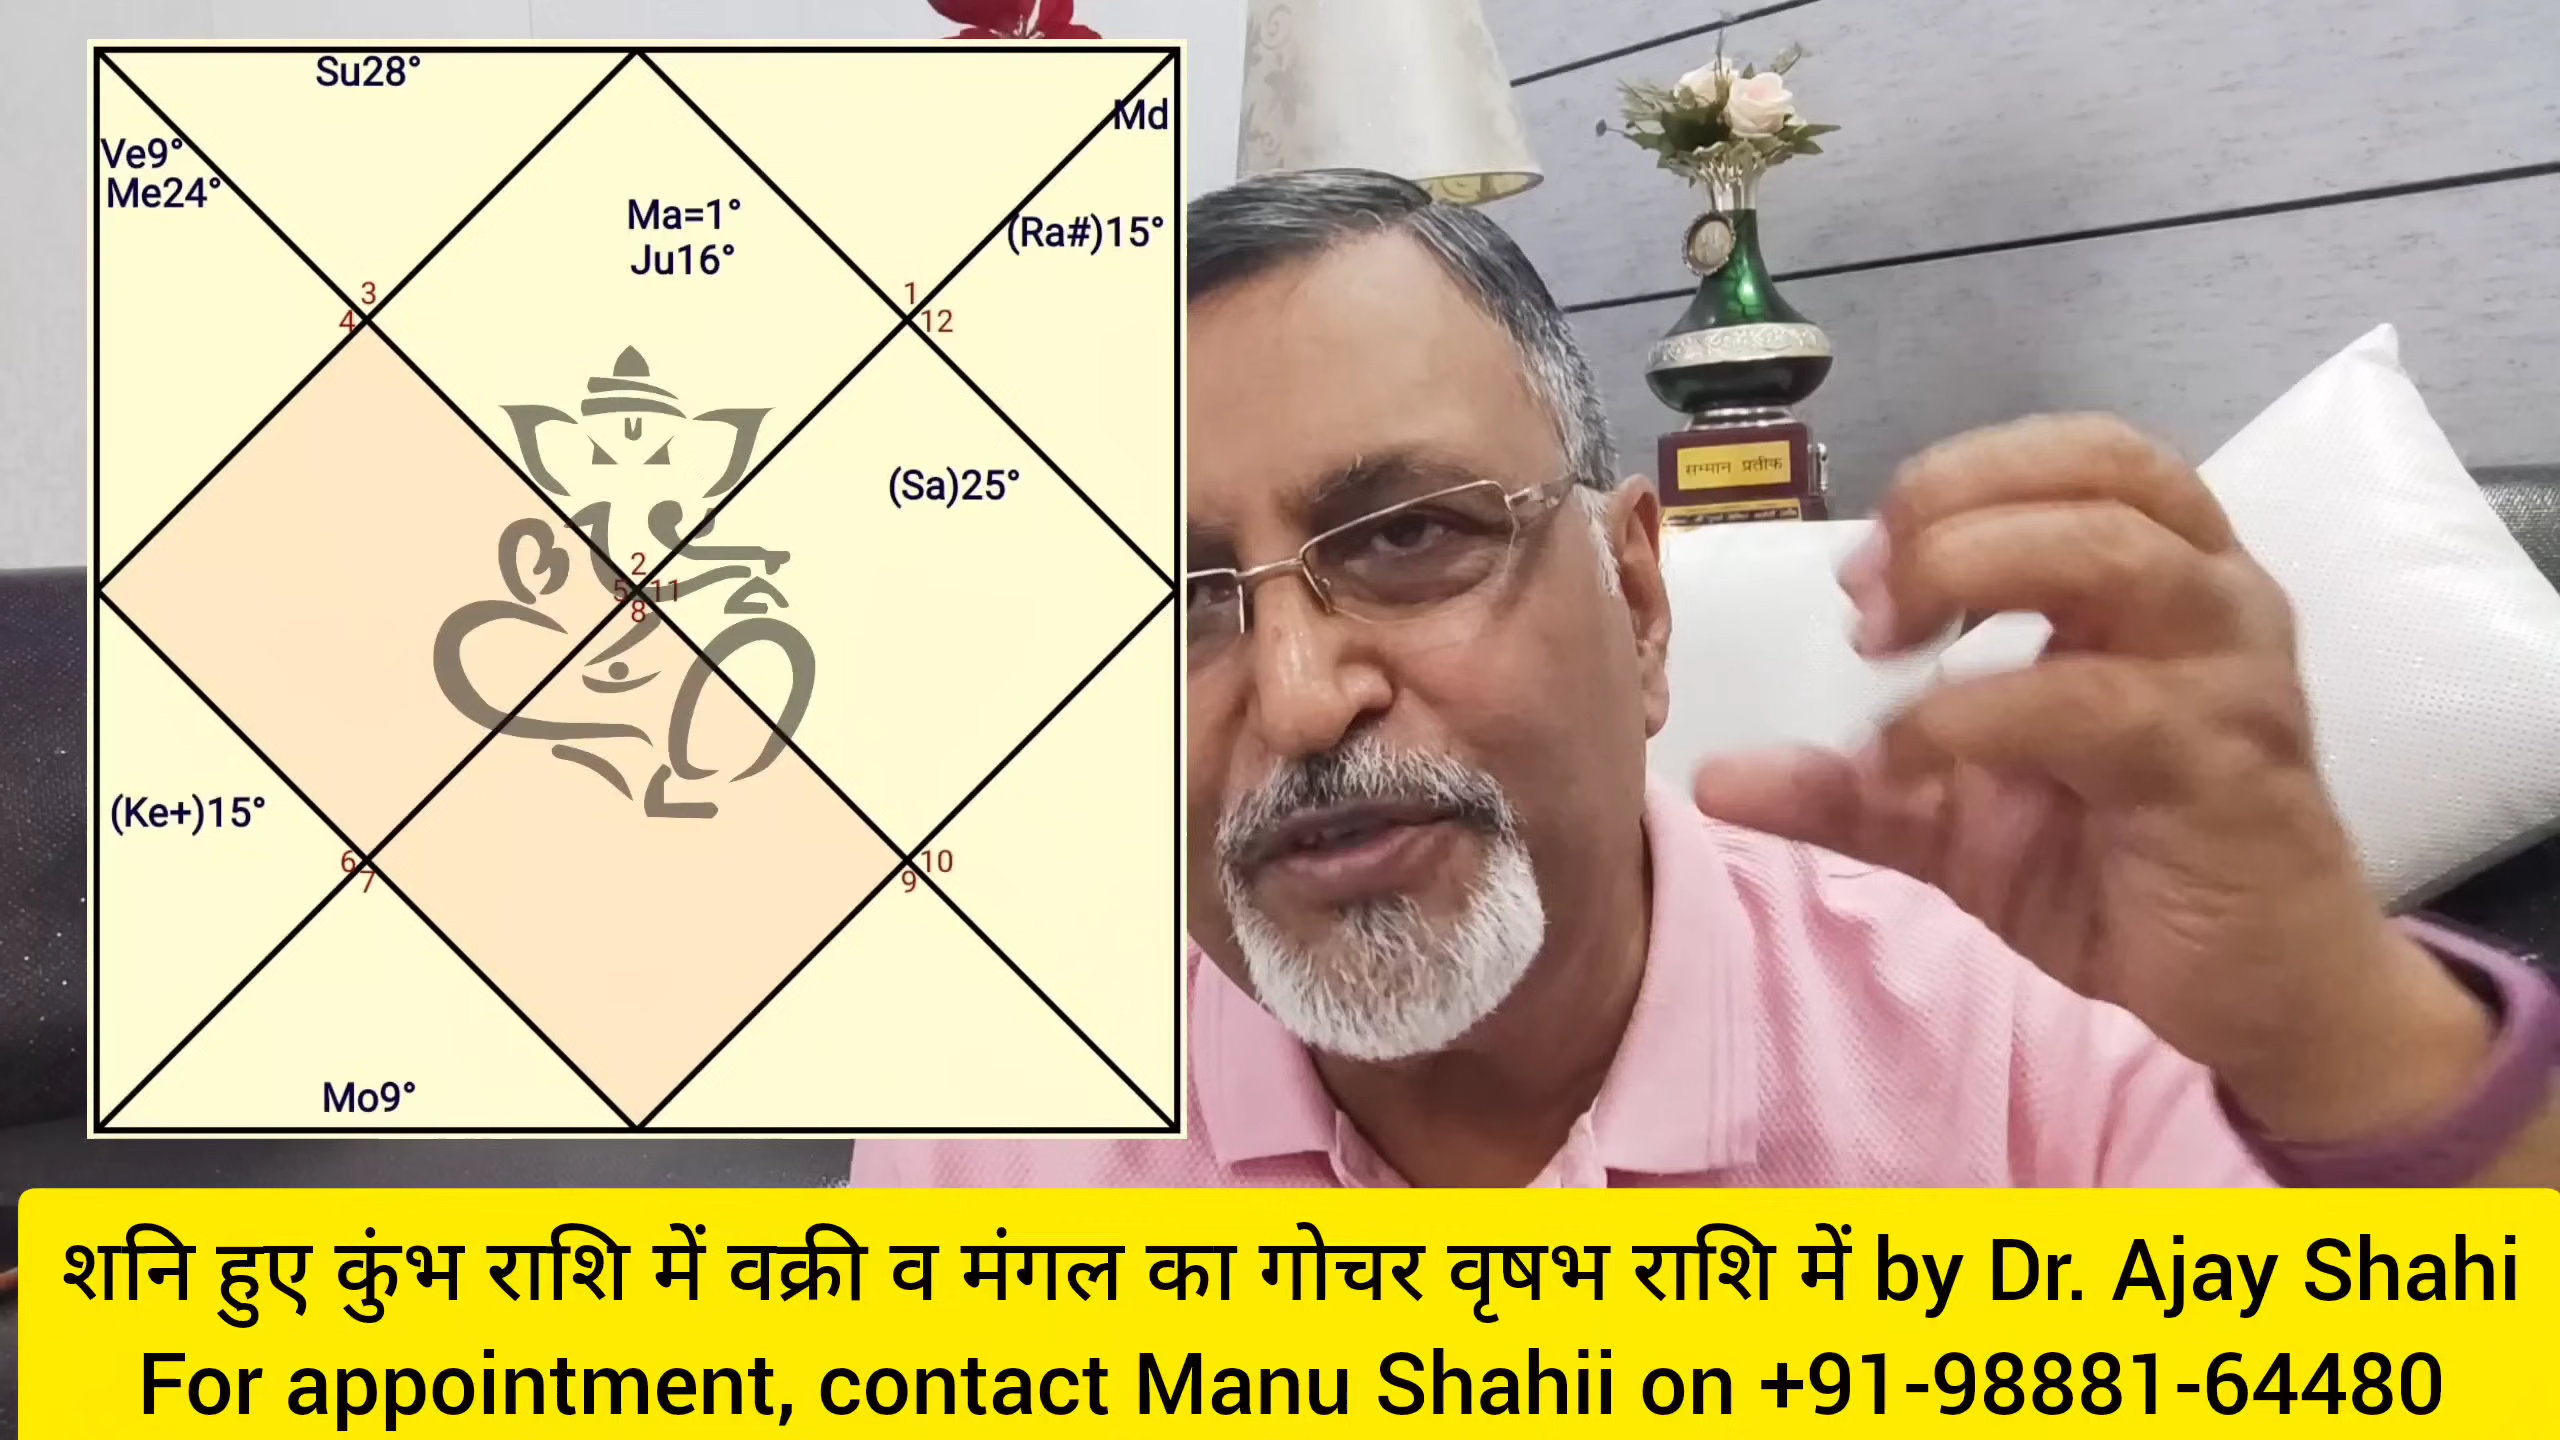 Su28°
Md
Ve9°
Me24°
Ma=1°
Ju16°
(Ra#)15°
3
4
1
12
(Sa)25°
2
5
11
8
सम्मान प्रतीक
(Ke+)15°
6
7
10
9
Mo9°
शनि हुए कुंभ राशि में वक्री व मंगल का गोचर वृषभ राशि में by Dr. Ajay Shahi
For appointment, contact Manu Shahii on +91-98881-64480